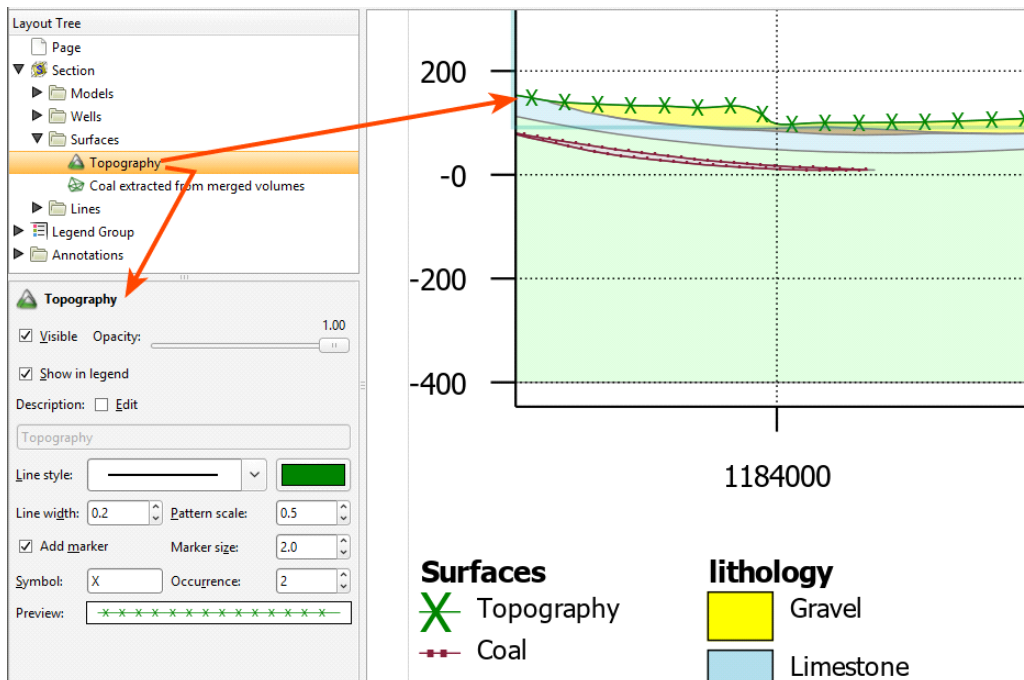 Layout Tree
Page
Section
Models
Wells
Surfaces
Topography
Coal extracted from merged volumes
Lines
Legend Group
Annotations
Topography
Visible Opacity: 1.00
Show in legend
Description: Edit
Topography
Line style:
Line width: 0.2 Pattern scale: 0.5
Add marker Marker size: 2.0
Symbol: X Occurrence: 2
Preview:
200
-0
-200
-400
1184000
Surfaces
Topography
Coal
lithology
Gravel
Limestone